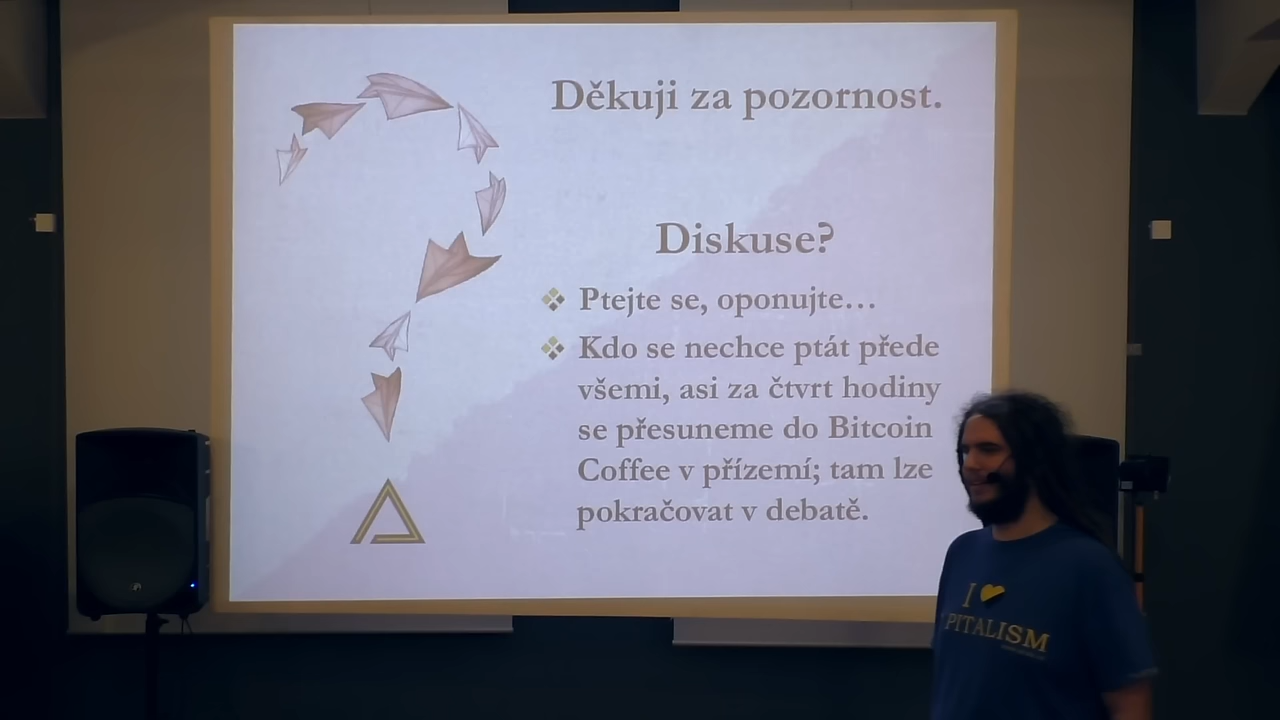 Děkuji za pozornost.
Diskuse?
Ptejte se, oponujte…
Kdo se nechce ptát přede
všemi, asi za čtvrt hodiny
se přesuneme do Bitcoin
Coffee v přízemí; tam lze
pokračovat v debatě.
I
PITALISM